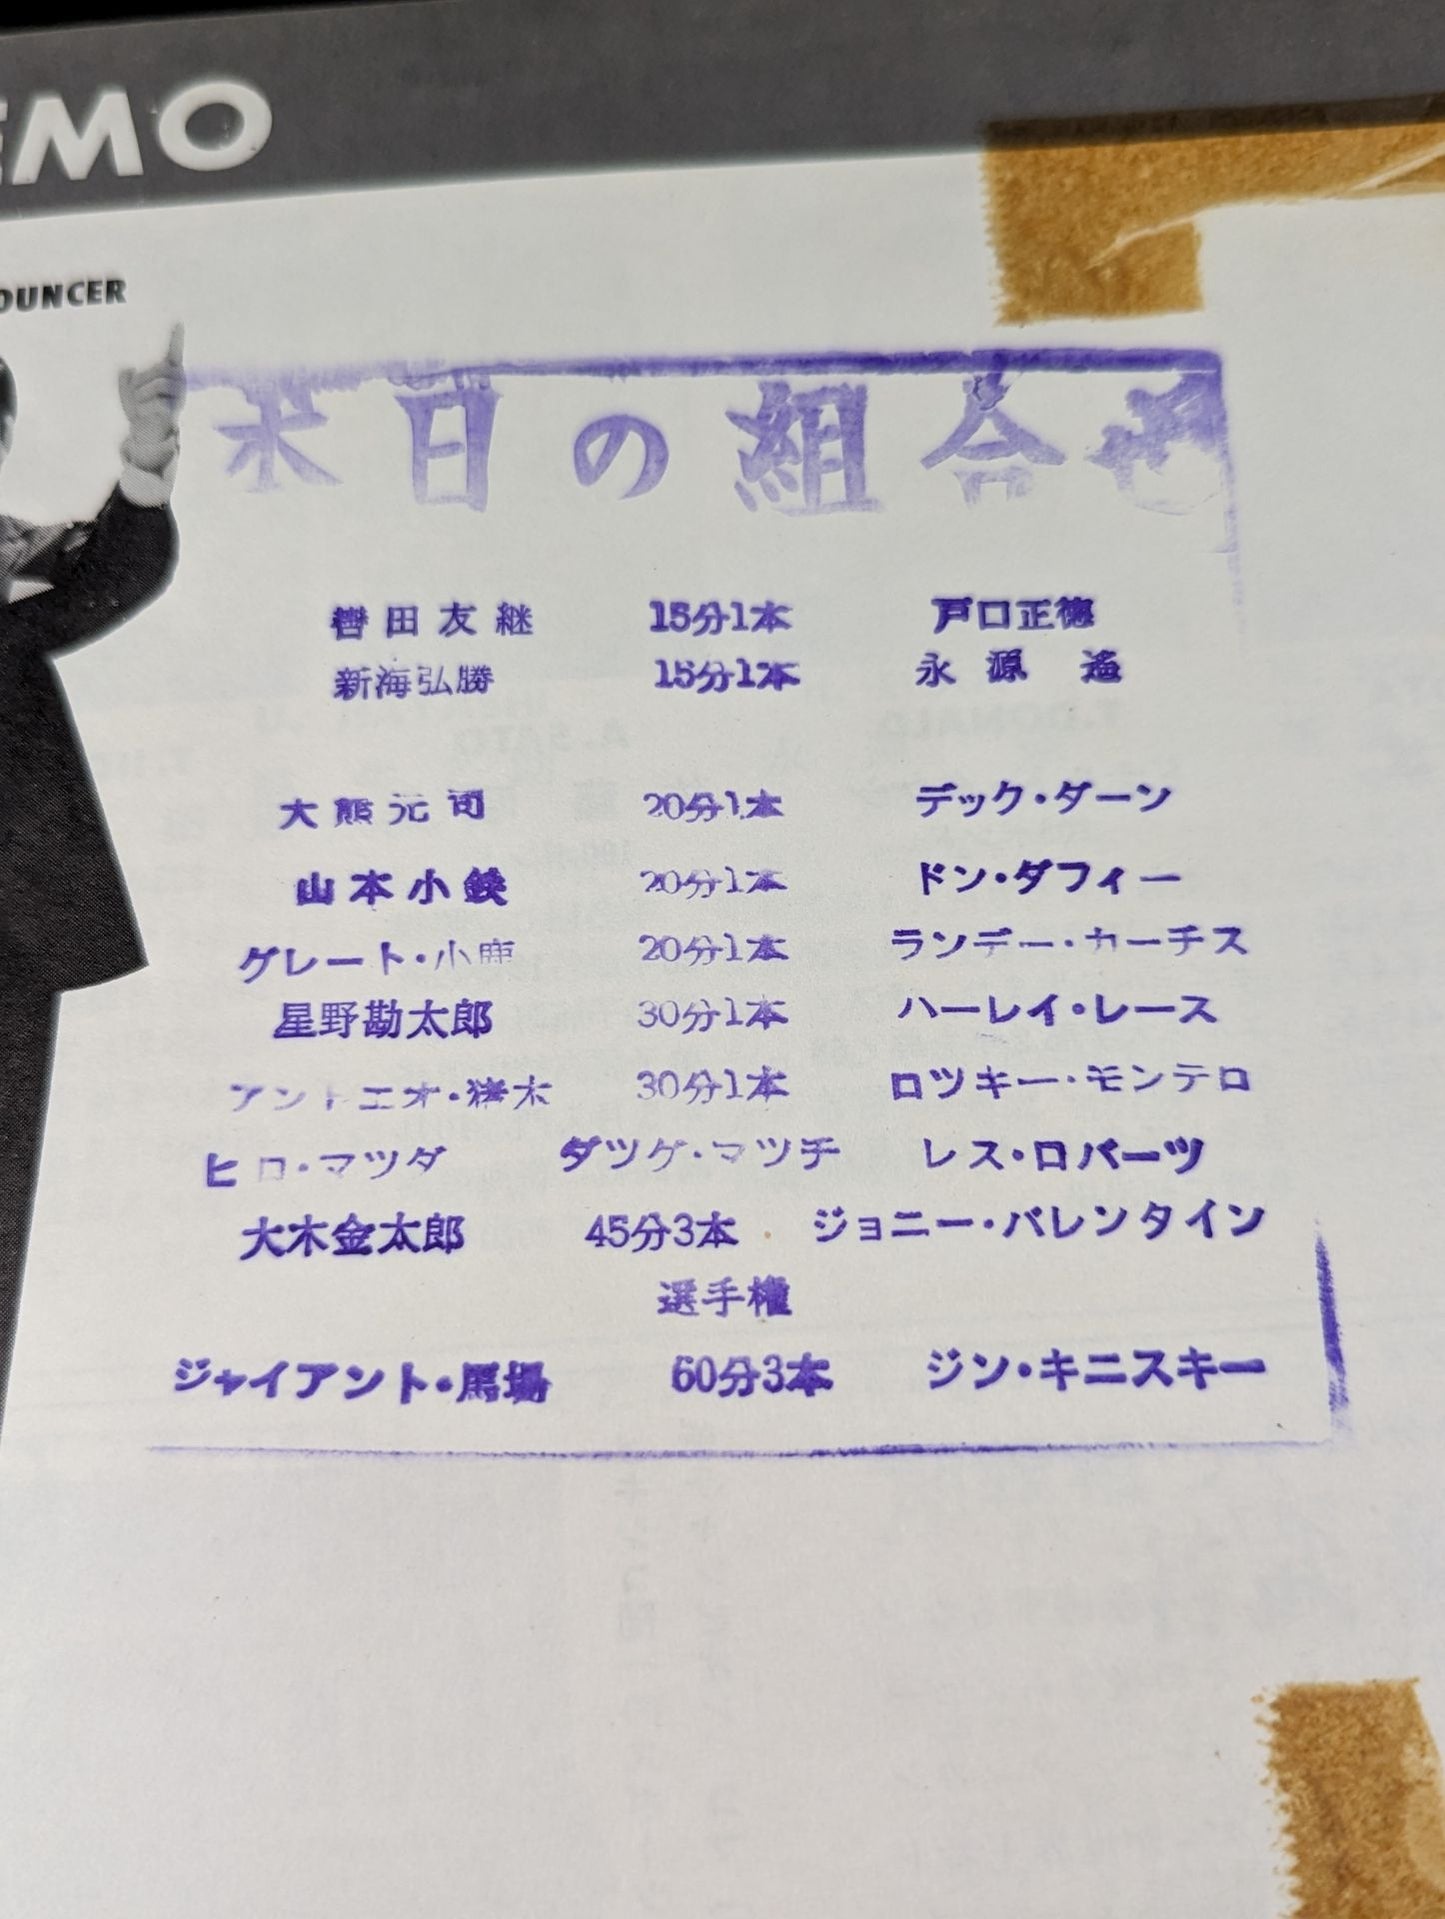 EMO
OUNCER
本日の組合せ
轡田友継 15分1本 戸口正徳
新海弘勝 15分1本 永源遙
大熊元司 20分1本 デック・ダーン
山本小鉄 20分1本 ドン・ダフィー
グレート・小鹿 20分1本 ランデー・カーチス
星野勘太郎 30分1本 ハーレイ・レース
アントニオ・猪木 30分1本 ロツキー・モンテロ
ヒロ・マツダ タツグ・マツチ レス・ロバーツ
大木金太郎 45分3本 ジョニー・バレンタイン
選手権
ジャイアント・馬場 60分3本 ジン・キニスキー